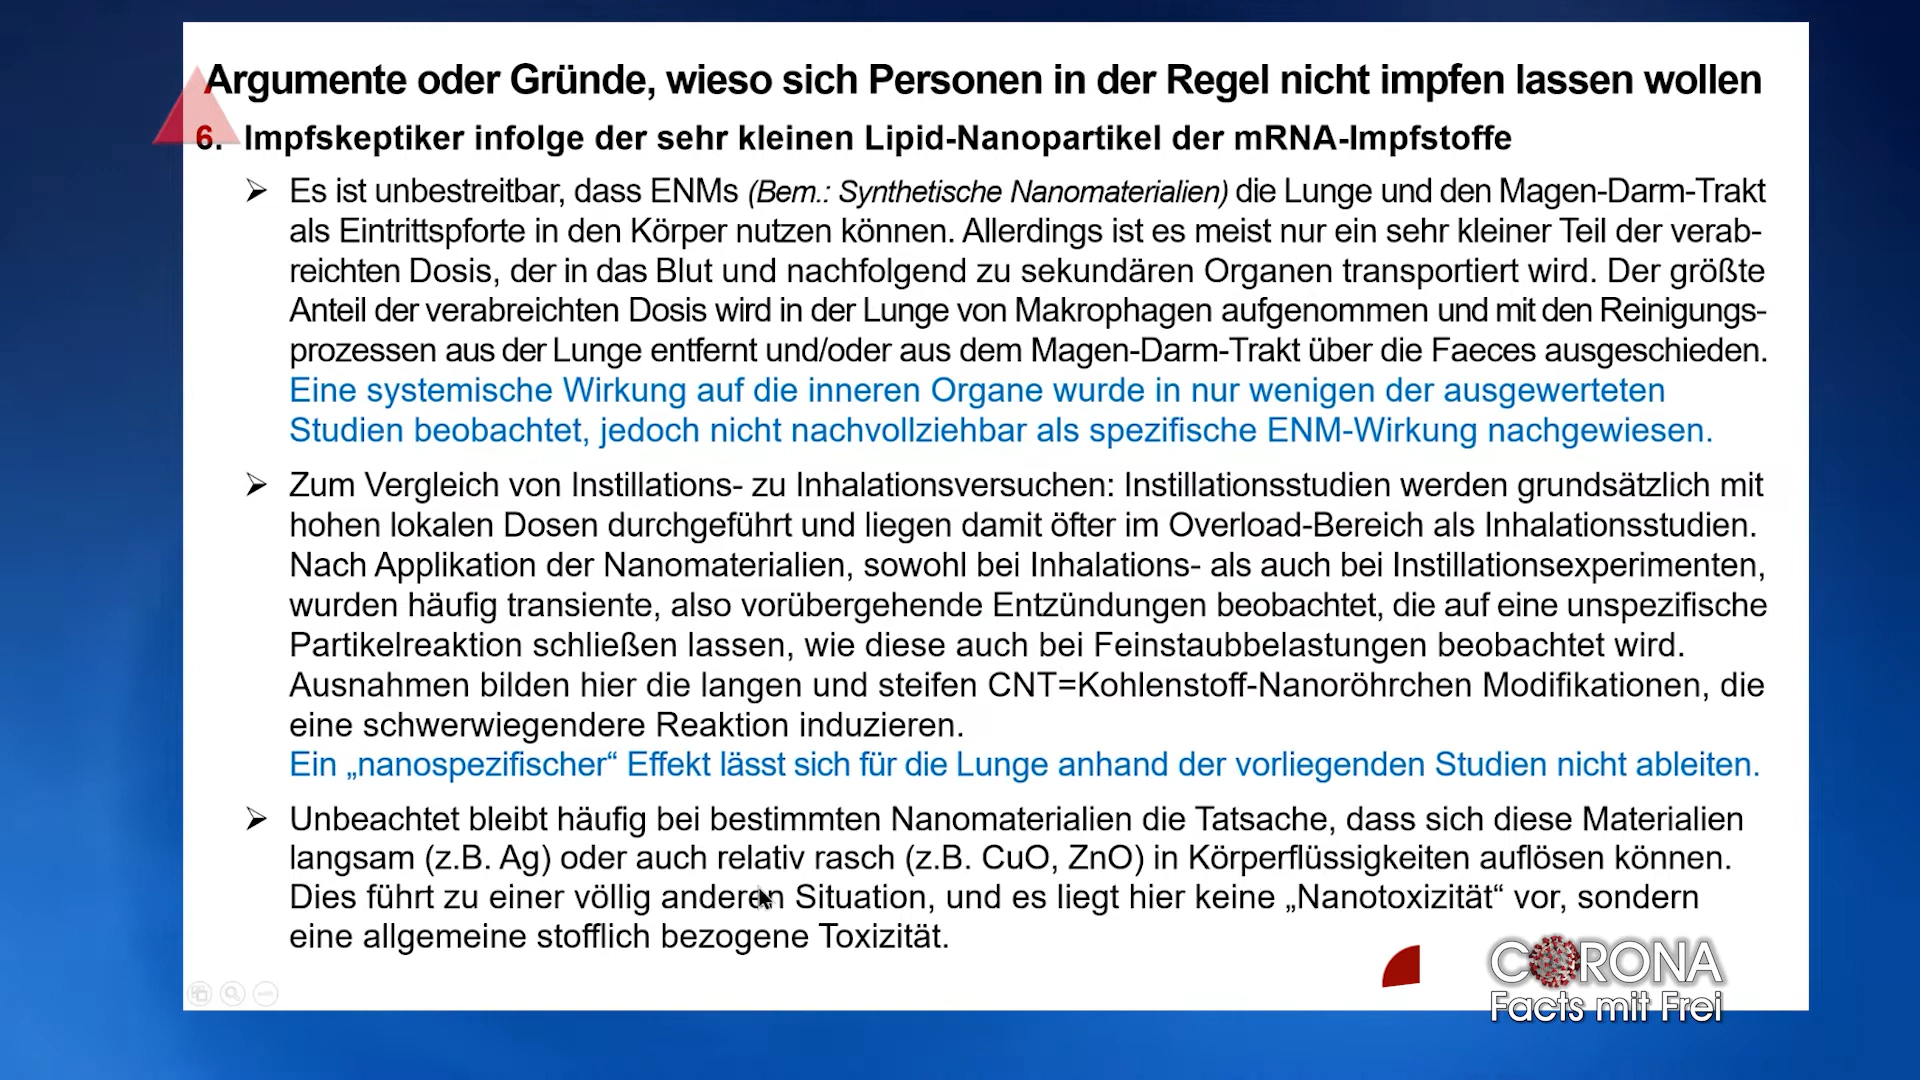 Argumente oder Gründe, wieso sich Personen in der Regel nicht impfen lassen wollen
6. Impfskeptiker infolge der sehr kleinen Lipid-Nanopartikel der mRNA-Impfstoffe
➢ Es ist unbestreitbar, dass ENMs (Bem.: Synthetische Nanomaterialien) die Lunge und den Magen-Darm-Trakt
als Eintrittspforte in den Körper nutzen können. Allerdings ist es meist nur ein sehr kleiner Teil der verab-
reichten Dosis, der in das Blut und nachfolgend zu sekundären Organen transportiert wird. Der größte
Anteil der verabreichten Dosis wird in der Lunge von Makrophagen aufgenommen und mit den Reinigungs-
prozessen aus der Lunge entfernt und/oder aus dem Magen-Darm-Trakt über die Faeces ausgeschieden.
Eine systemische Wirkung auf die inneren Organe wurde in nur wenigen der ausgewerteten
Studien beobachtet, jedoch nicht nachvollziehbar als spezifische ENM-Wirkung nachgewiesen.
➢ Zum Vergleich von Instillations- zu Inhalationsversuchen: Instillationsstudien werden grundsätzlich mit
hohen lokalen Dosen durchgeführt und liegen damit öfter im Overload-Bereich als Inhalationsstudien.
Nach Applikation der Nanomaterialien, sowohl bei Inhalations- als auch bei Instillationsexperimenten,
wurden häufig transiente, also vorübergehende Entzündungen beobachtet, die auf eine unspezifische
Partikelreaktion schließen lassen, wie diese auch bei Feinstaubbelastungen beobachtet wird.
Ausnahmen bilden hier die langen und steifen CNT=Kohlenstoff-Nanoröhrchen Modifikationen, die
eine schwerwiegendere Reaktion induzieren.
Ein „nanospezifischer“ Effekt lässt sich für die Lunge anhand der vorliegenden Studien nicht ableiten.
➢ Unbeachtet bleibt häufig bei bestimmten Nanomaterialien die Tatsache, dass sich diese Materialien
langsam (z.B. Ag) oder auch relativ rasch (z.B. CuO, ZnO) in Körperflüssigkeiten auflösen können.
Dies führt zu einer völlig anderen Situation, und es liegt hier keine „Nanotoxizität“ vor, sondern
eine allgemeine stofflich bezogene Toxizität.
CORONA
Facts mit Frei